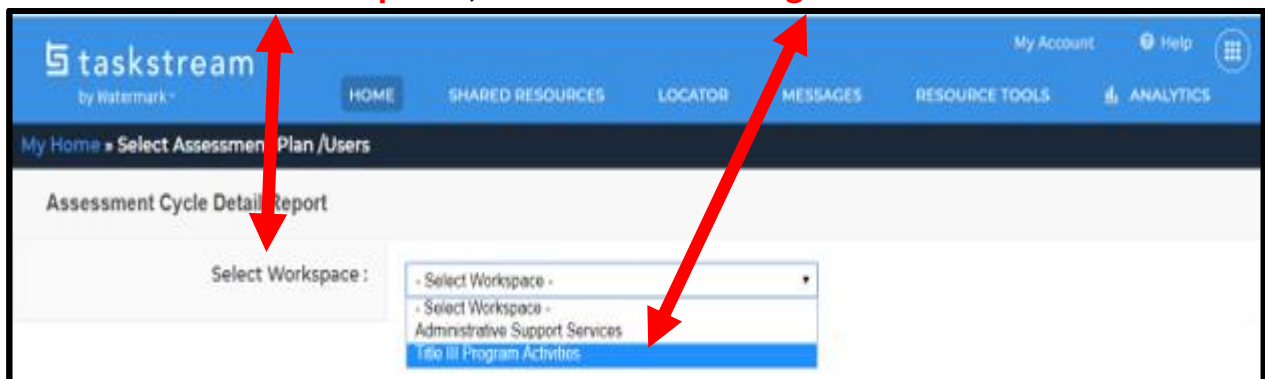 My Account Help
taskstream
by Watermark
HOME SHARED RESOURCES LOCATOR MESSAGES RESOURCE TOOLS ANALYTICS
My Home » Select Assessment Plan /Users
Assessment Cycle Detail Report
Select Workspace :
- Select Workspace -
- Select Workspace -
Administrative Support Services
Title III Program Activities